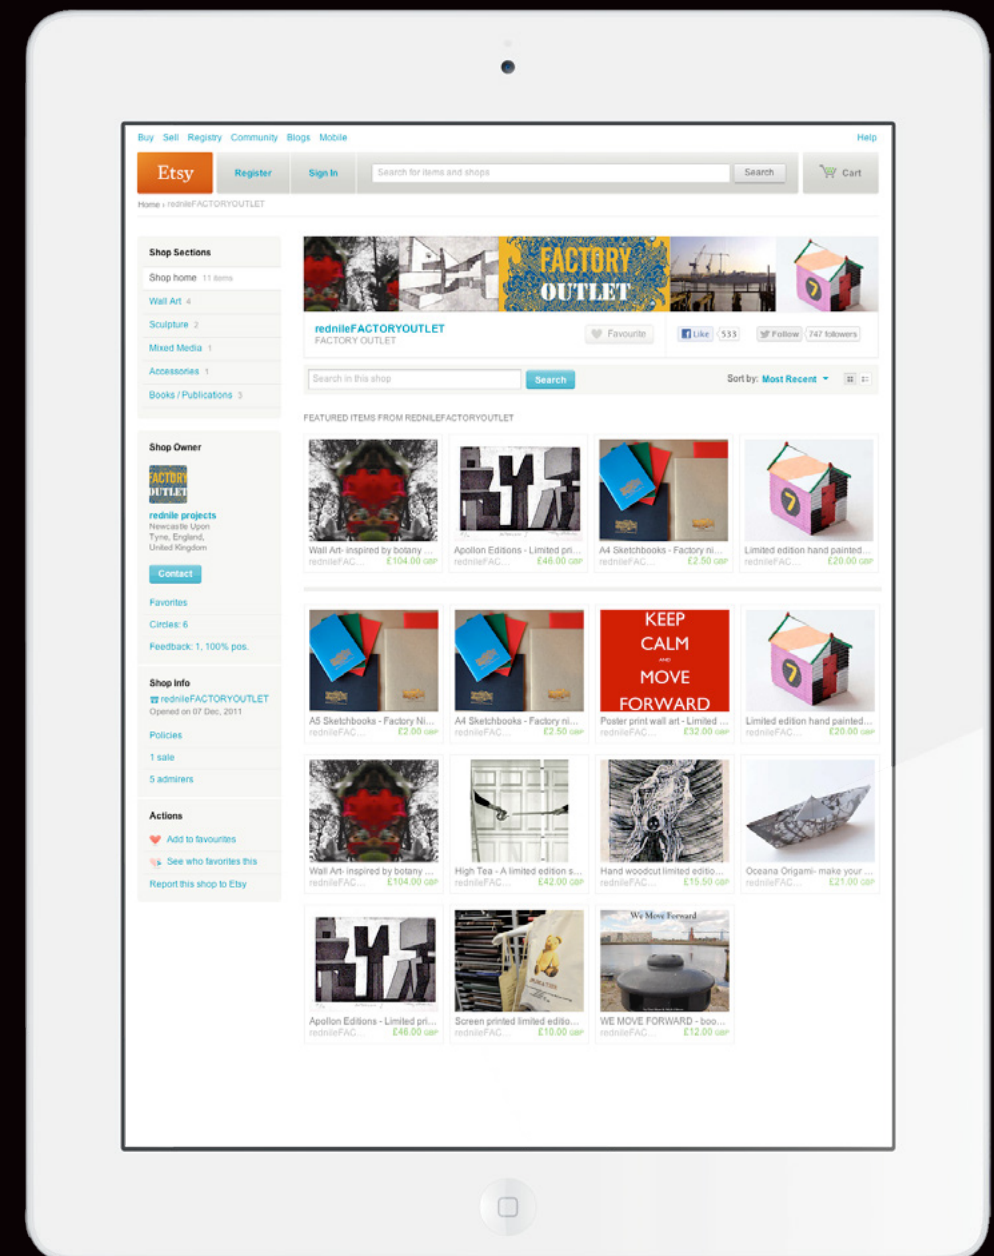 Buy Sell Registry Community Blogs Mobile Help
Etsy Register Sign In Search for items and shops Search Cart
Home › rednileFACTORYOUTLET
Shop Sections
Shop home 11 items
Wall Art 4
Sculpture 2
Mixed Media 1
Accessories 1
Books / Publications 3
Shop Owner
FACTORY
OUTLET
rednile projects
Newcastle Upon
Tyne, England,
United Kingdom
Contact
Favorites
Circles: 6
Feedback: 1, 100% pos.
Shop Info
rednileFACTORYOUTLET
Opened on 07 Dec, 2011
Policies
1 sale
5 admirers
Actions
Add to favourites
See who favorites this
Report this shop to Etsy
FACTORY
OUTLET
7
rednileFACTORYOUTLET
FACTORY OUTLET
Favourite
Like 533
Follow 747 followers
Search in this shop Search
Sort by: Most Recent
FEATURED ITEMS FROM REDNILEFACTORYOUTLET
7
Wall Art- inspired by botany ...
rednileFAC... £104.00 GBP
Apollon Editions - Limited pri...
rednileFAC... £46.00 GBP
A4 Sketchbooks - Factory ni...
rednileFAC... £2.50 GBP
Limited edition hand painted...
rednileFAC... £20.00 GBP
KEEP
CALM
AND
MOVE
FORWARD
7
A5 Sketchbooks - Factory Ni...
rednileFAC... £2.00 GBP
A4 Sketchbooks - Factory ni...
rednileFAC... £2.50 GBP
Poster print wall art - Limited ...
rednileFAC... £32.00 GBP
Limited edition hand painted...
rednileFAC... £20.00 GBP
Wall Art- inspired by botany ...
rednileFAC... £104.00 GBP
High Tea - A limited edition s...
rednileFAC... £42.00 GBP
Hand woodcut limited editio...
rednileFAC... £15.50 GBP
Oceana Origami- make your ...
rednileFAC... £21.00 GBP
We Move Forward
Apollon Editions - Limited pri...
rednileFAC... £46.00 GBP
Screen printed limited editio...
rednileFAC... £10.00 GBP
WE MOVE FORWARD - boo...
rednileFAC... £12.00 GBP